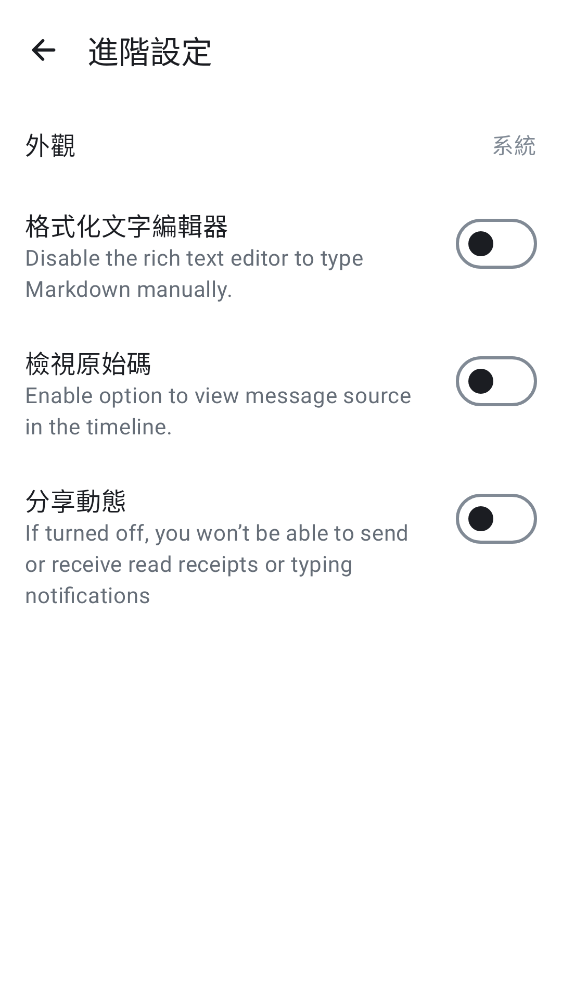 進階設定
外觀
系統
格式化文字編輯器
Disable the rich text editor to type
Markdown manually.
檢視原始碼
Enable option to view message source
in the timeline.
分享動態
If turned off, you won’t be able to send
or receive read receipts or typing
notifications